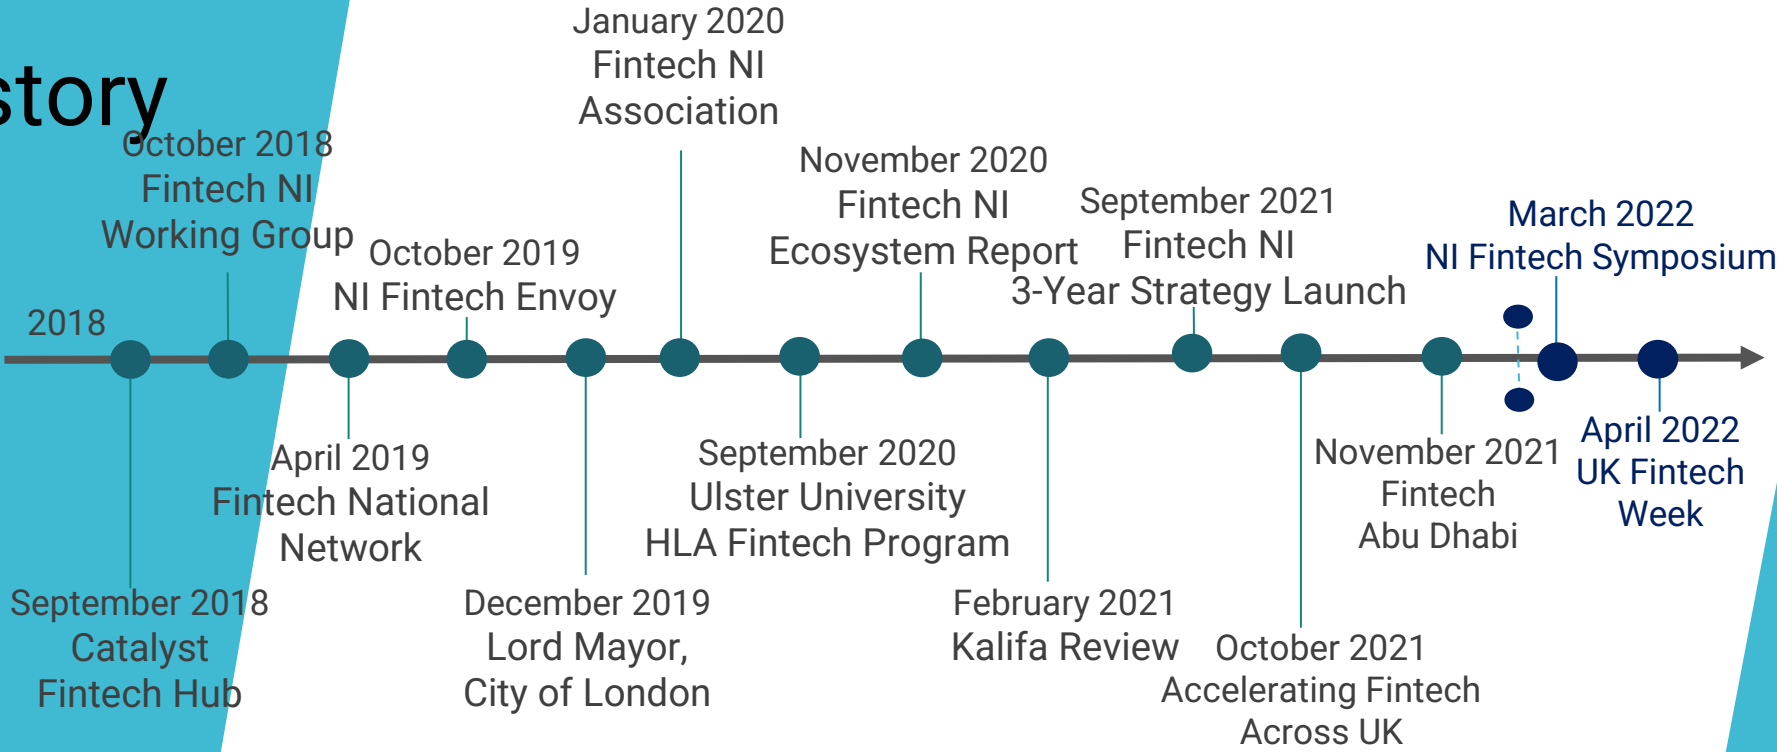 story
January 2020
Fintech NI
Association
October 2018
Fintech NI
Working Group
October 2019
NI Fintech Envoy
November 2020
Fintech NI
Ecosystem Report
September 2021
Fintech NI
3-Year Strategy Launch
March 2022
NI Fintech Symposium
2018
April 2019
Fintech National
Network
September 2018
Catalyst
Fintech Hub
December 2019
Lord Mayor,
City of London
September 2020
Ulster University
HLA Fintech Program
February 2021
Kalifa Review
October 2021
Accelerating Fintech
Across UK
November 2021
Fintech
Abu Dhabi
April 2022
UK Fintech
Week